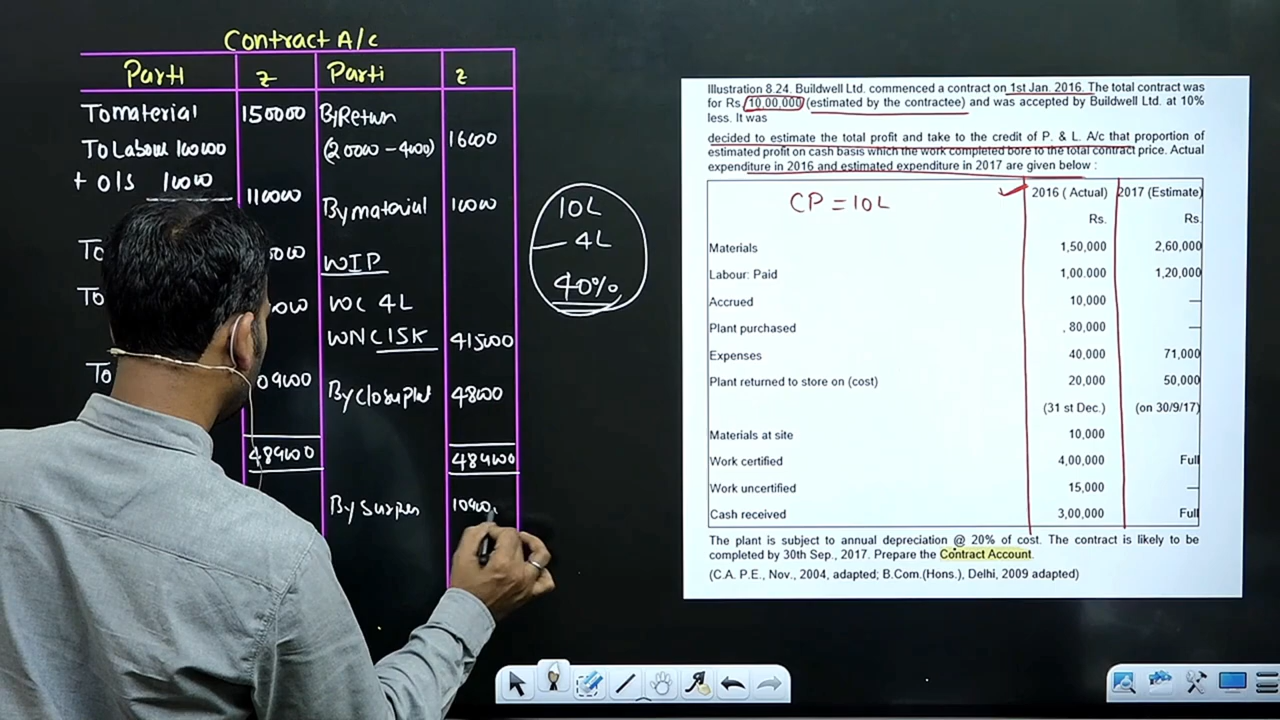 Contract A/c
Parti
₹
Parti
₹
To material
150000
By Return
To Labour 100000
(20000 - 4000)
16000
+ O/S 10000
110000
By material
10000
To
WIP
To
WC 4L
WNC 15K
415000
To
09400
By closuplat
48000
489400
489400
By surpen
10L
- 4L
40%
Illustration 8.24. Buildwell Ltd. commenced a contract on 1st Jan. 2016. The total contract was
for Rs. 10,00,000 (estimated by the contractee) and was accepted by Buildwell Ltd. at 10%
less. It was
decided to estimate the total profit and take to the credit of P. & L. A/c that proportion of
estimated profit on cash basis which the work completed bore to the total contract price. Actual
expenditure in 2016 and estimated expenditure in 2017 are given below :
CP = 10L
2016 ( Actual)
2017 (Estimate)
Rs.
Rs.
Materials
1,50,000
2,60,000
Labour: Paid
1,00.000
1,20,000
Accrued
10,000
—
Plant purchased
80,000
—
Expenses
40,000
71,000
Plant returned to store on (cost)
20,000
50,000
(31 st Dec.)
(on 30/9/17)
Materials at site
10,000
Work certified
4,00,000
Full
Work uncertified
15,000
—
Cash received
3,00,000
Full
The plant is subject to annual depreciation @ 20% of cost. The contract is likely to be
completed by 30th Sep., 2017. Prepare the Contract Account.
(C.A. P.E., Nov., 2004, adapted; B.Com.(Hons.), Delhi, 2009 adapted)